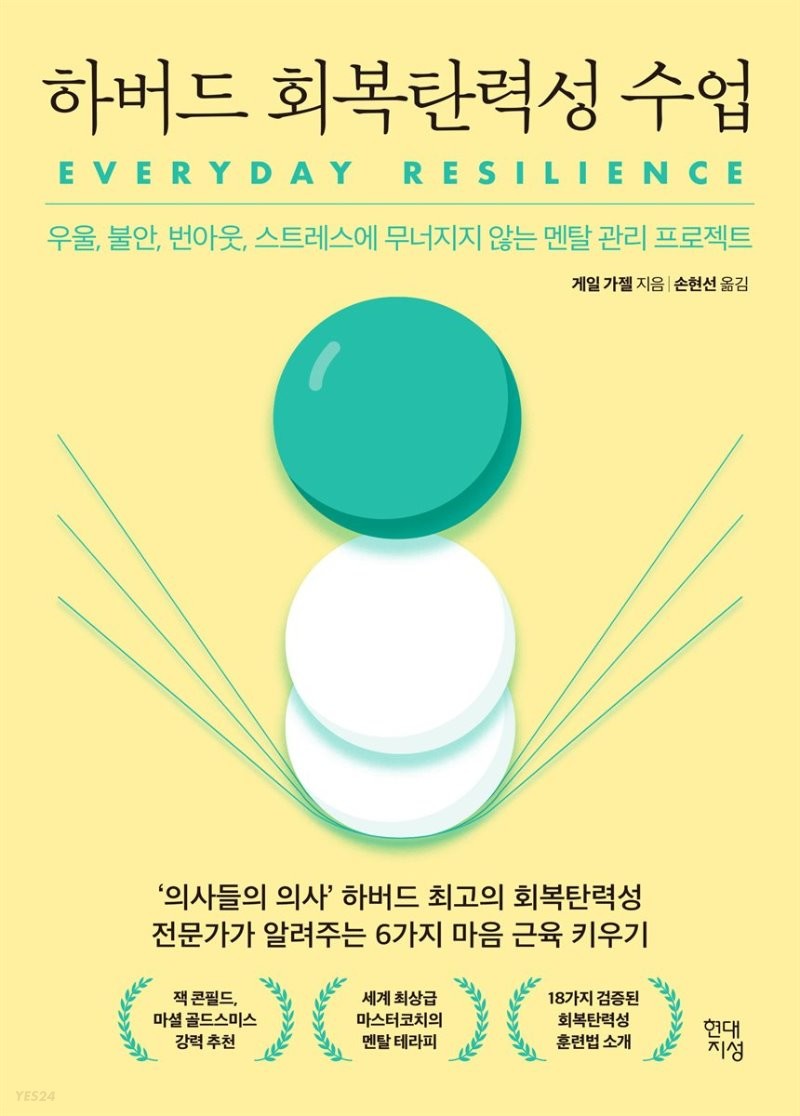 하버드 회복탄력성 수업
EVERYDAY RESILIENCE
우울, 불안, 번아웃, 스트레스에 무너지지 않는 멘탈 관리 프로젝트
게일 가젤 지음 | 손현선 옮김
‘의사들의 의사’ 하버드 최고의 회복탄력성
전문가가 알려주는 6가지 마음 근육 키우기
잭 콘필드,
마셜 골드스미스
강력 추천
세계 최상급
마스터코치의
멘탈 테라피
18가지 검증된
회복탄력성
훈련법 소개
현대
지성
YES24